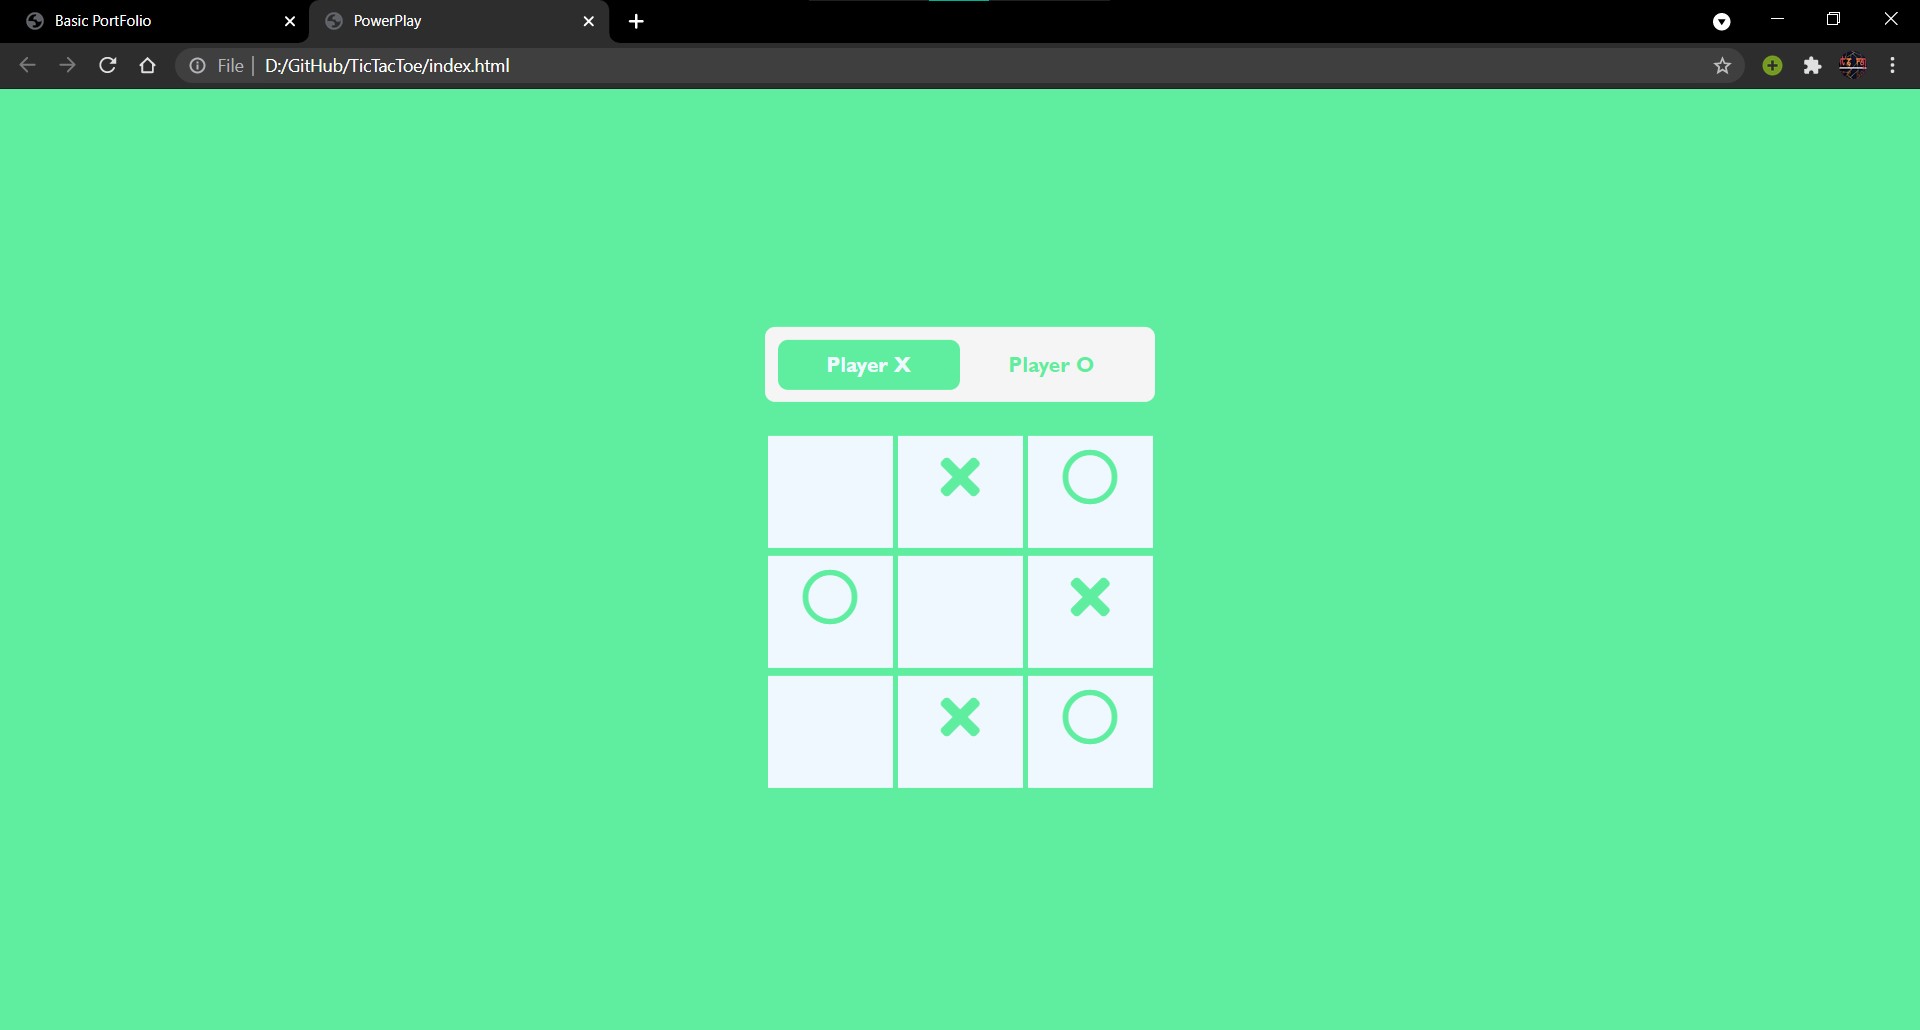 Basic PortFolio
PowerPlay
File
D:/GitHub/TicTacToe/index.html
Player X
Player O